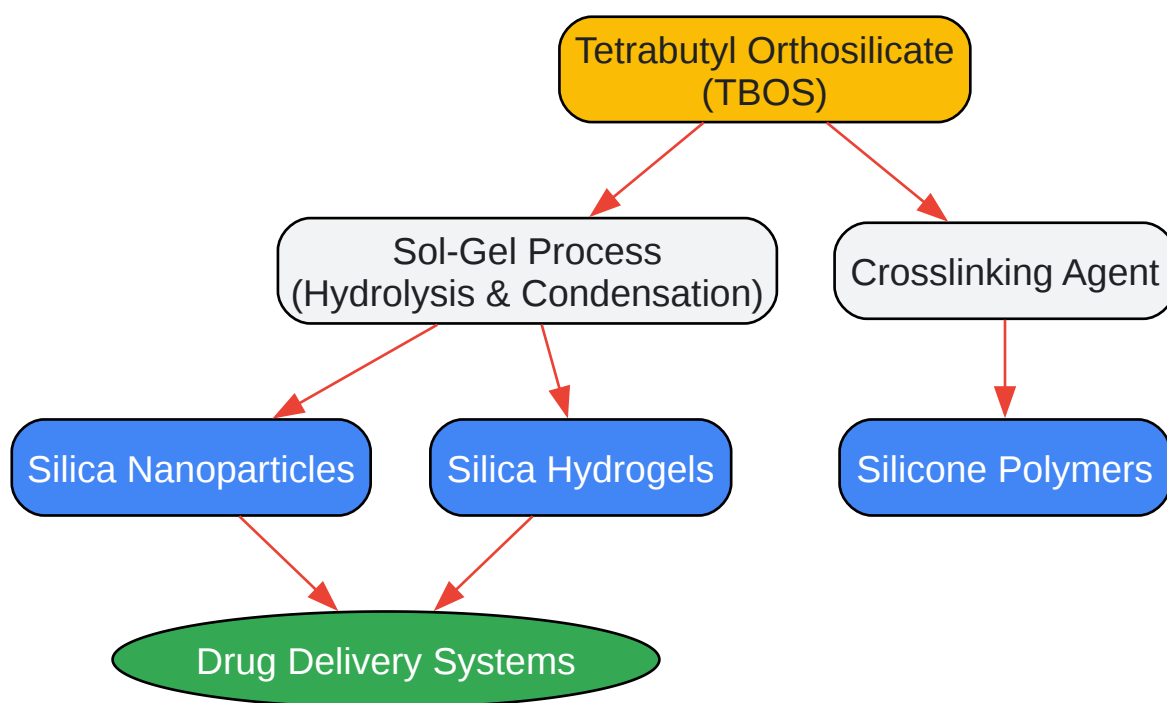 Tetrabutyl Orthosilicate
(TBOS)
Sol-Gel Process
(Hydrolysis & Condensation)
Crosslinking Agent
Silica Nanoparticles
Silica Hydrogels
Silicone Polymers
Drug Delivery Systems